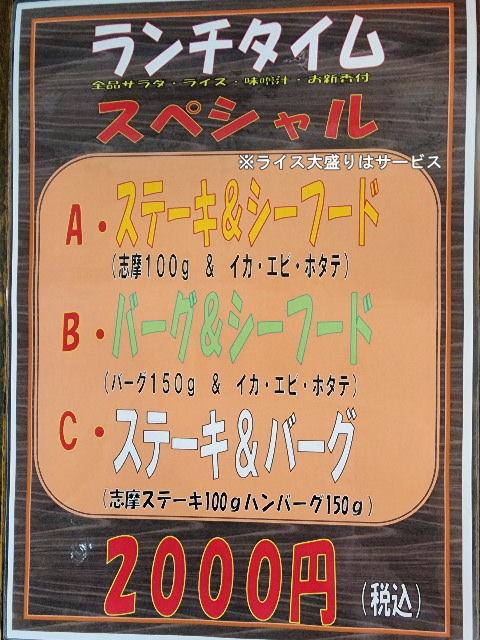 ランチタイム
全品サラタ・ライス・味噌汁・お新香付
スペシャル
※ライス大盛りはサービス
A・ステーキ&シーフード
（志摩100g & イカ・エビ・ホタテ）
B・バーグ&シーフード
（バーグ150g & イカ・エビ・ホタテ）
C・ステーキ&バーグ
（志摩ステーキ100gハンバーグ150g）
2000円（税込）